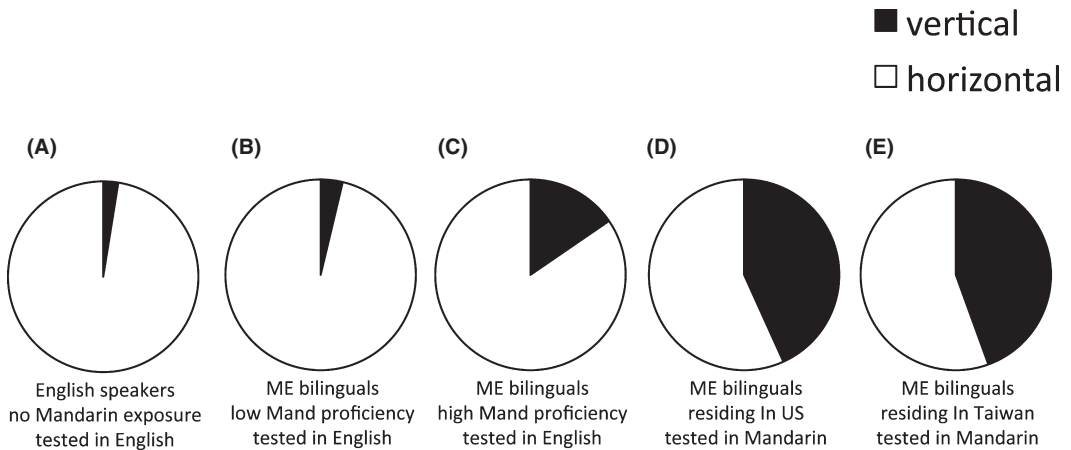 vertical
horizontal
(A)
(B)
(C)
(D)
(E)
English speakers
no Mandarin exposure
tested in English
ME bilinguals
low Mand proficiency
tested in English
ME bilinguals
high Mand proficiency
tested in English
ME bilinguals
residing In US
tested in Mandarin
ME bilinguals
residing In Taiwan
tested in Mandarin